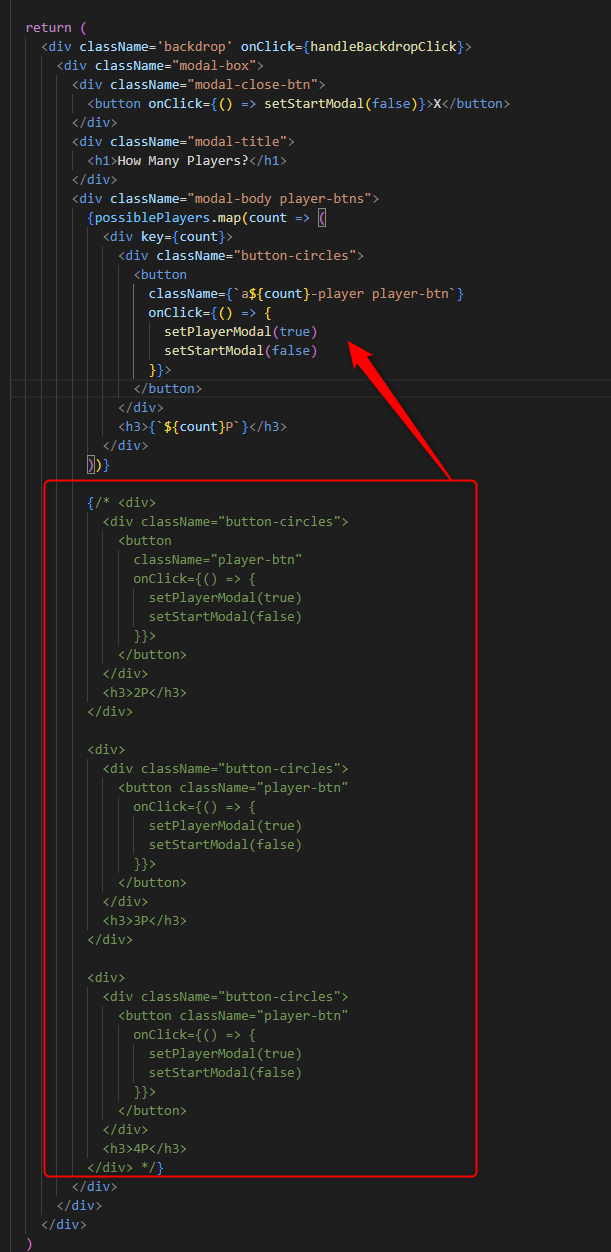 return (
<div className='backdrop' onClick={handleBackdropClick}>
<div className="modal-box">
<div className="modal-close-btn">
<button onClick={() => setStartModal(false)}>X</button>
</div>
<div className="modal-title">
<h1>How Many Players?</h1>
</div>
<div className="modal-body player-btns">
{possiblePlayers.map(count => (
<div key={count}>
<div className="button-circles">
<button
className={`a${count}-player player-btn`}
onClick={() => {
setPlayerModal(true)
setStartModal(false)
}}>
</button>
</div>
<h3>{`${count}P`}</h3>
</div>
))}
{/* <div>
<div className="button-circles">
<button
className="player-btn"
onClick={() => {
setPlayerModal(true)
setStartModal(false)
}}>
</button>
</div>
<h3>2P</h3>
</div>
<div>
<div className="button-circles">
<button className="player-btn"
onClick={() => {
setPlayerModal(true)
setStartModal(false)
}}>
</button>
</div>
<h3>3P</h3>
</div>
<div>
<div className="button-circles">
<button className="player-btn"
onClick={() => {
setPlayerModal(true)
setStartModal(false)
}}>
</button>
</div>
<h3>4P</h3>
</div> */}
</div>
</div>
</div>
)